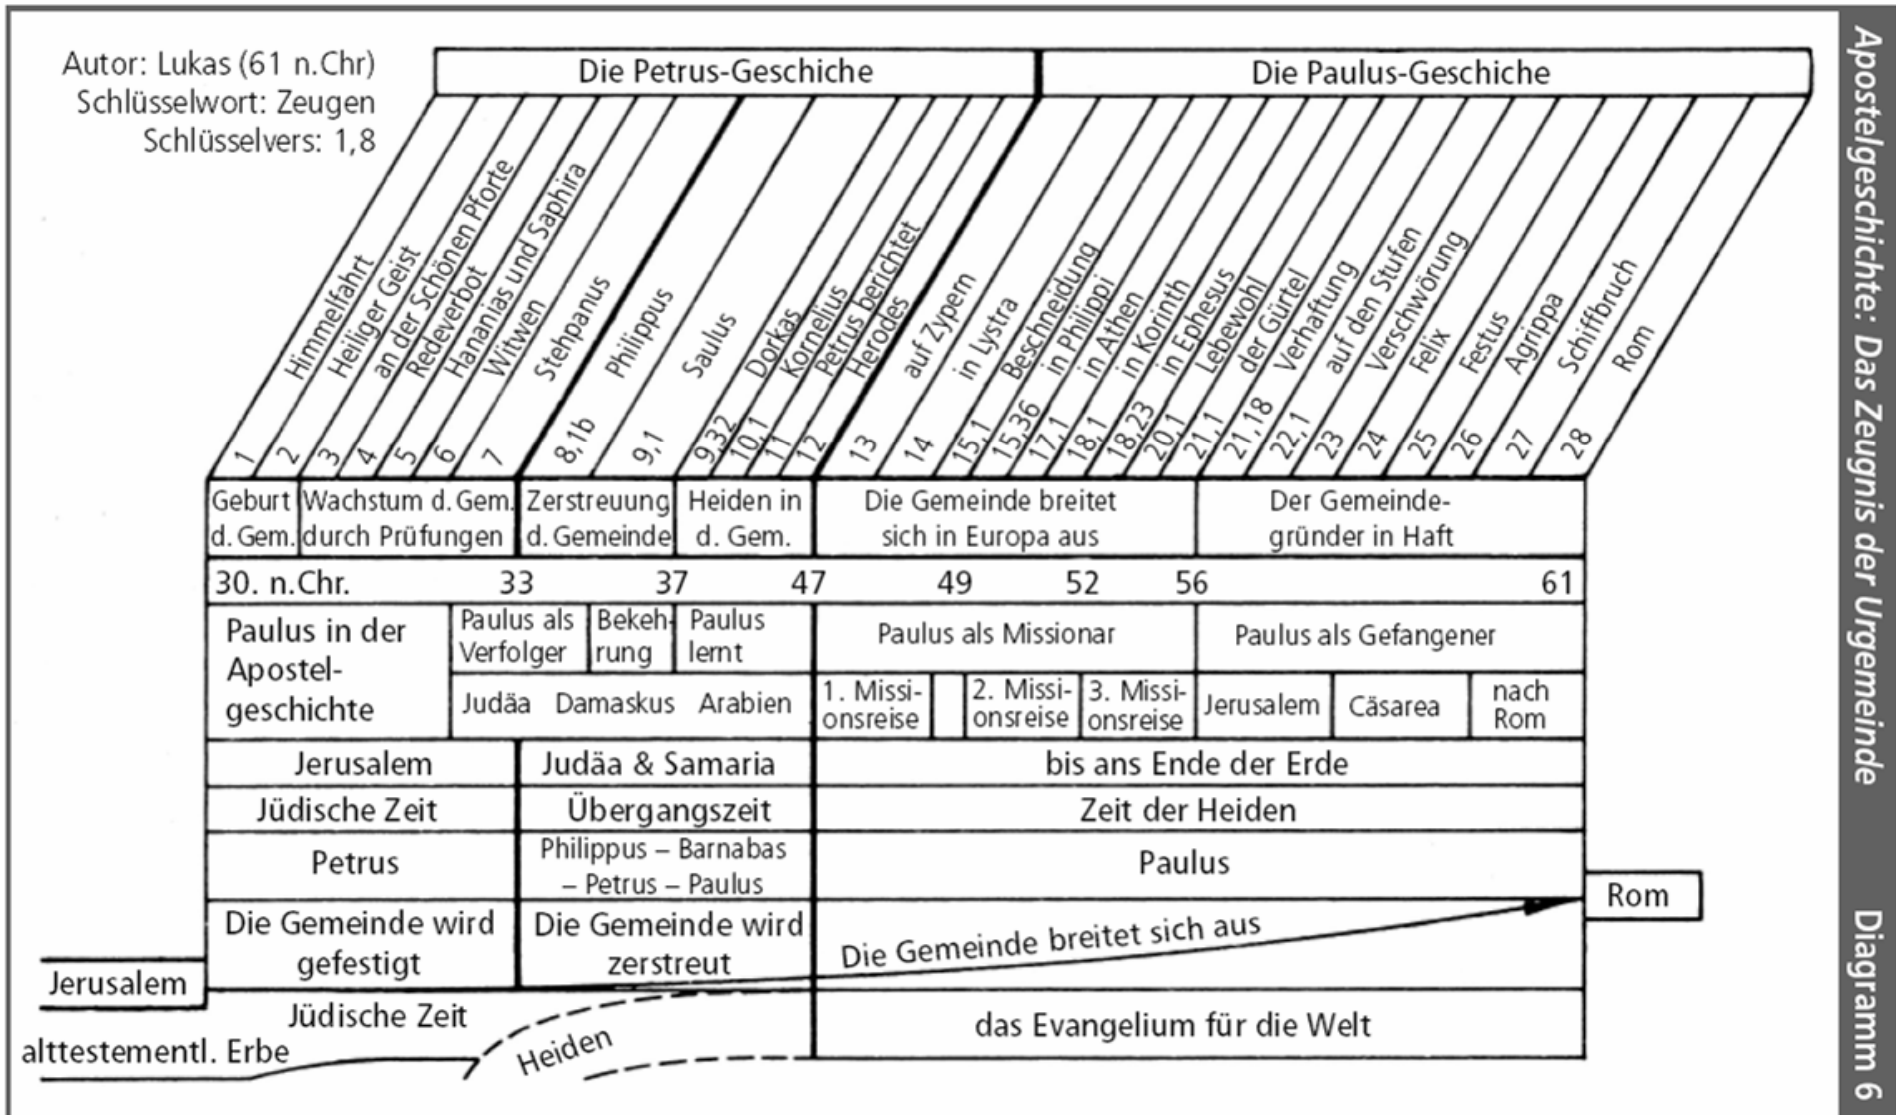 Autor: Lukas (61 n.Chr)
Schlüsselwort: Zeugen
Schlüsselvers: 1,8
Die Petrus-Geschiche
Die Paulus-Geschiche
1 Himmelfahrt
2 Heiliger Geist
3 an der Schönen Pforte
4 Redeverbot
5 Hananias und Saphira
6 Witwen
7 Stehpanus
8,1b Philippus
9,1 Saulus
9,32 Dorkas
10,1 Kornelius
11 Petrus berichtet
12 Herodes
13 auf Zypern
14 in Lystra
15,1 Beschneidung
15,36 in Philippi
17,1 in Athen
18,1 in Korinth
18,23 in Ephesus
20,1 Lebewohl
21,1 der Gürtel
21,18 Verhaftung
22,1 auf den Stufen
23 Verschwörung
24 Felix
25 Festus
26 Agrippa
27 Schiffbruch
28 Rom
Geburt
d. Gem.
Wachstum d. Gem.
durch Prüfungen
Zerstreuung
d. Gemeinde
Heiden in
d. Gem.
Die Gemeinde breitet
sich in Europa aus
Der Gemeinde-
gründer in Haft
30. n.Chr. 33 37 47 49 52 56 61
Paulus in der
Apostel-
geschichte
Paulus als
Verfolger
Bekeh-
rung
Paulus
lernt
Paulus als Missionar
Paulus als Gefangener
Judäa Damaskus Arabien
1. Missi-
onsreise
2. Missi-
onsreise
3. Missi-
onsreise
Jerusalem
Cäsarea
nach
Rom
Jerusalem
Judäa & Samaria
bis ans Ende der Erde
Jüdische Zeit
Übergangszeit
Zeit der Heiden
Petrus
Philippus – Barnabas
– Petrus – Paulus
Paulus
Rom
Die Gemeinde wird
gefestigt
Die Gemeinde wird
zerstreut
Die Gemeinde breitet sich aus
Jerusalem
Jüdische Zeit
alttestementl. Erbe
Heiden
das Evangelium für die Welt
Apostelgeschichte: Das Zeugnis der Urgemeinde
Diagramm 6